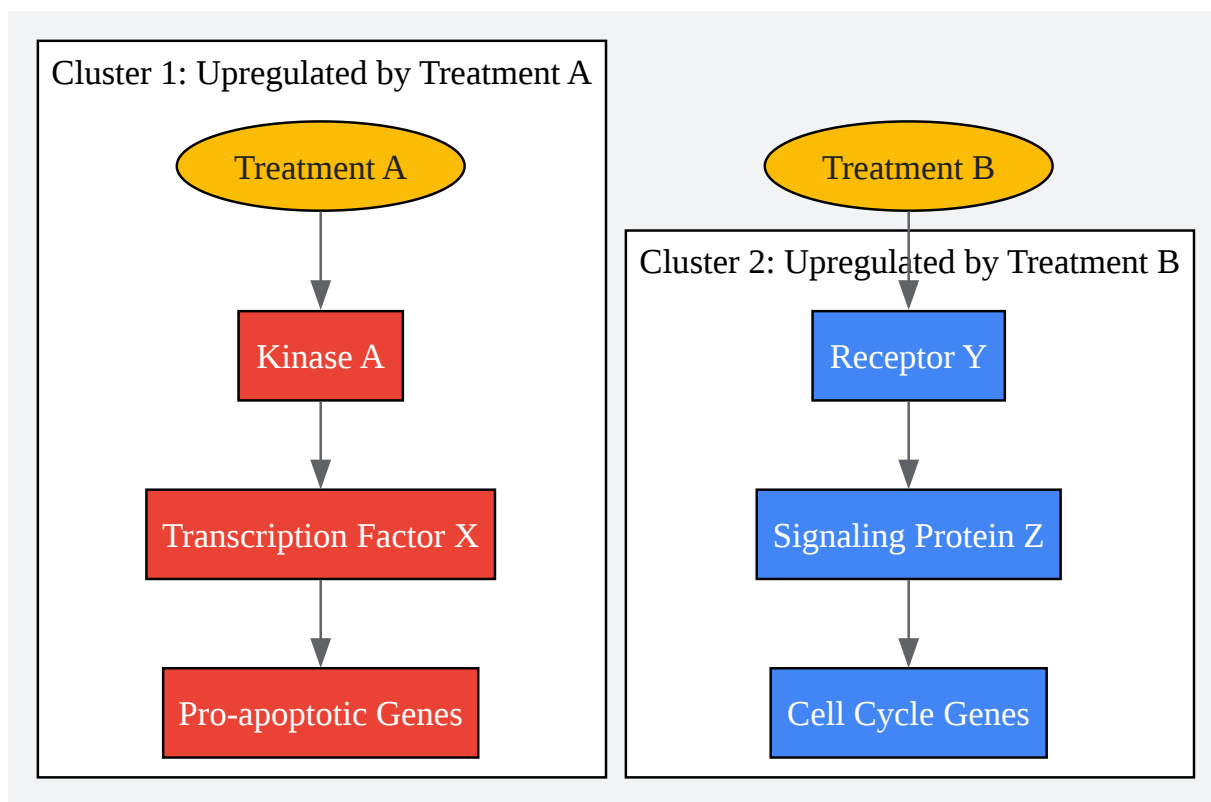 Cluster 1: Upregulated by Treatment A
Treatment A
Kinase A
Transcription Factor X
Pro-apoptotic Genes
Treatment B
Cluster 2: Upregulated by Treatment B
Receptor Y
Signaling Protein Z
Cell Cycle Genes